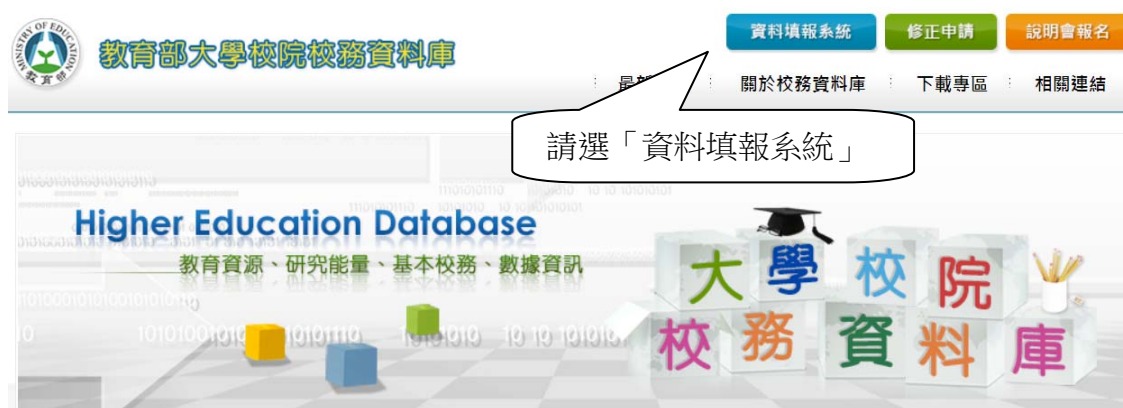 資料填報系統
修正申請
說明會報名
MINISTRY OF EDUCATION
教育部
教育部大學校院校務資料庫
最新
關於校務資料庫
下載專區
相關連結
請選「資料填報系統」
Higher Education Database
教育資源、研究能量、基本校務、數據資訊
大學校院
校務資料庫